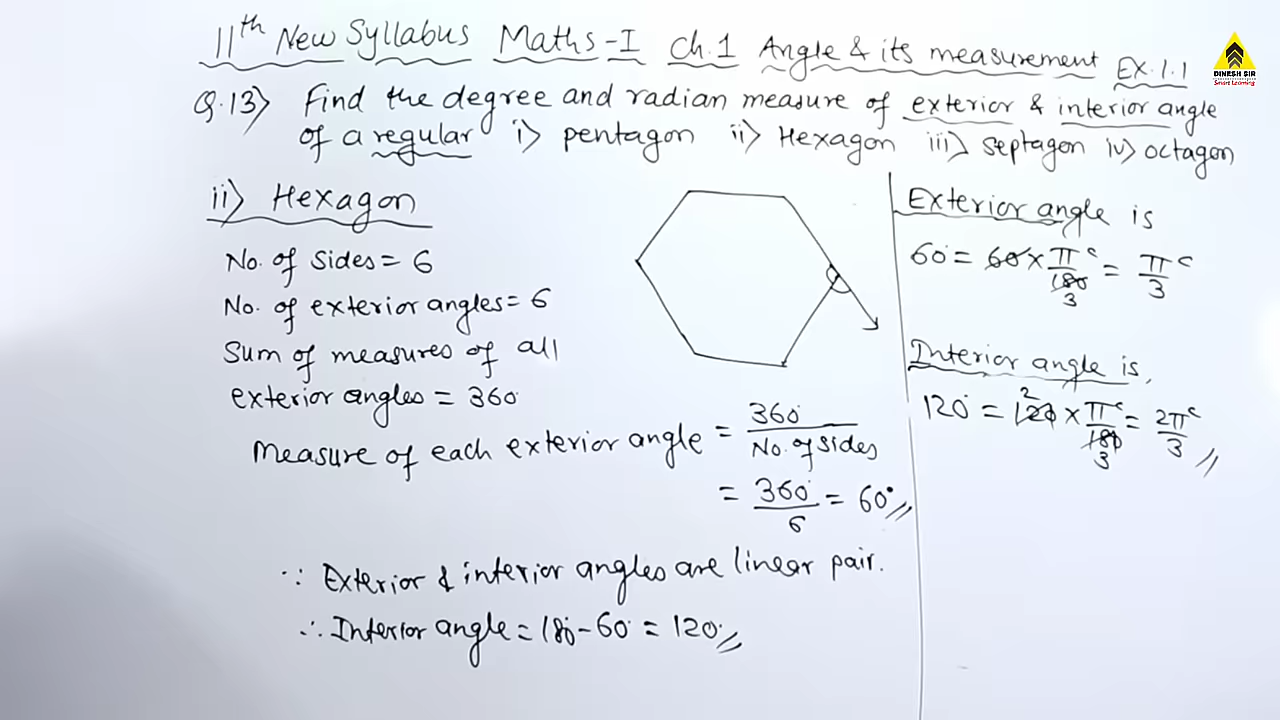 11th New Syllabus Maths-I Ch.1 Angle & its measurement Ex.1.1
DINESH SIR
Smart Learning
Q.13) Find the degree and radian measure of exterior & interior angle
of a regular i) pentagon ii) Hexagon iii) septagon iv) octagon
ii) Hexagon
No. of sides = 6
No. of exterior angles = 6
Sum of measures of all
exterior angles = 360°
Measure of each exterior angle = 360° / No. of sides
= 360° / 6 = 60°//
∵ Exterior & interior angles are linear pair.
∴ Interior angle = 180° - 60° = 120°//
Exterior angle is
60° = 60 × π/180 ᶜ = π/3 ᶜ
3
Interior angle is,
120° = 120 × πᶜ/180 = 2πᶜ/3 //
2
3